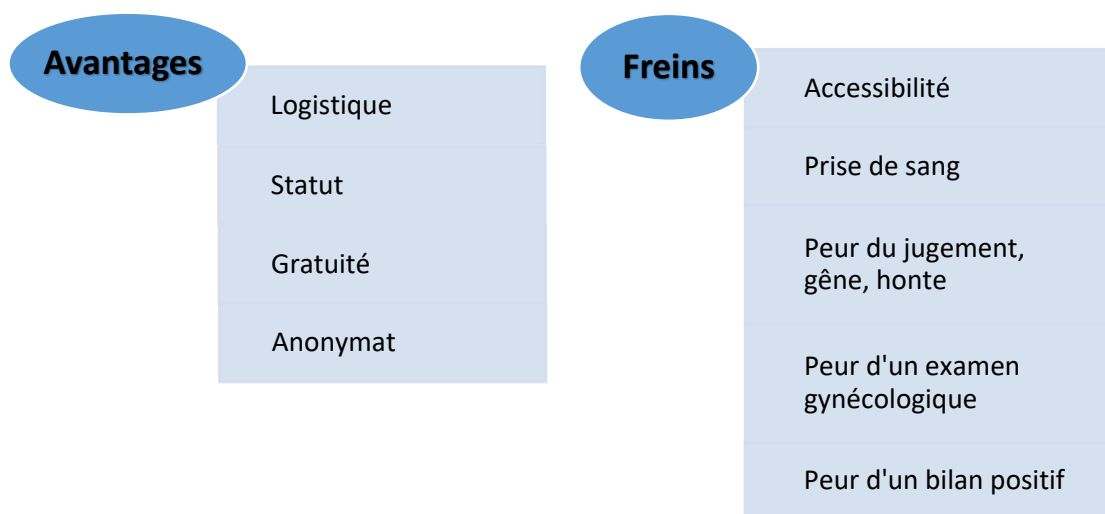 Avantages
Logistique
Statut
Gratuité
Anonymat
Freins
Accessibilité
Prise de sang
Peur du jugement,
gêne, honte
Peur d'un examen
gynécologique
Peur d'un bilan positif